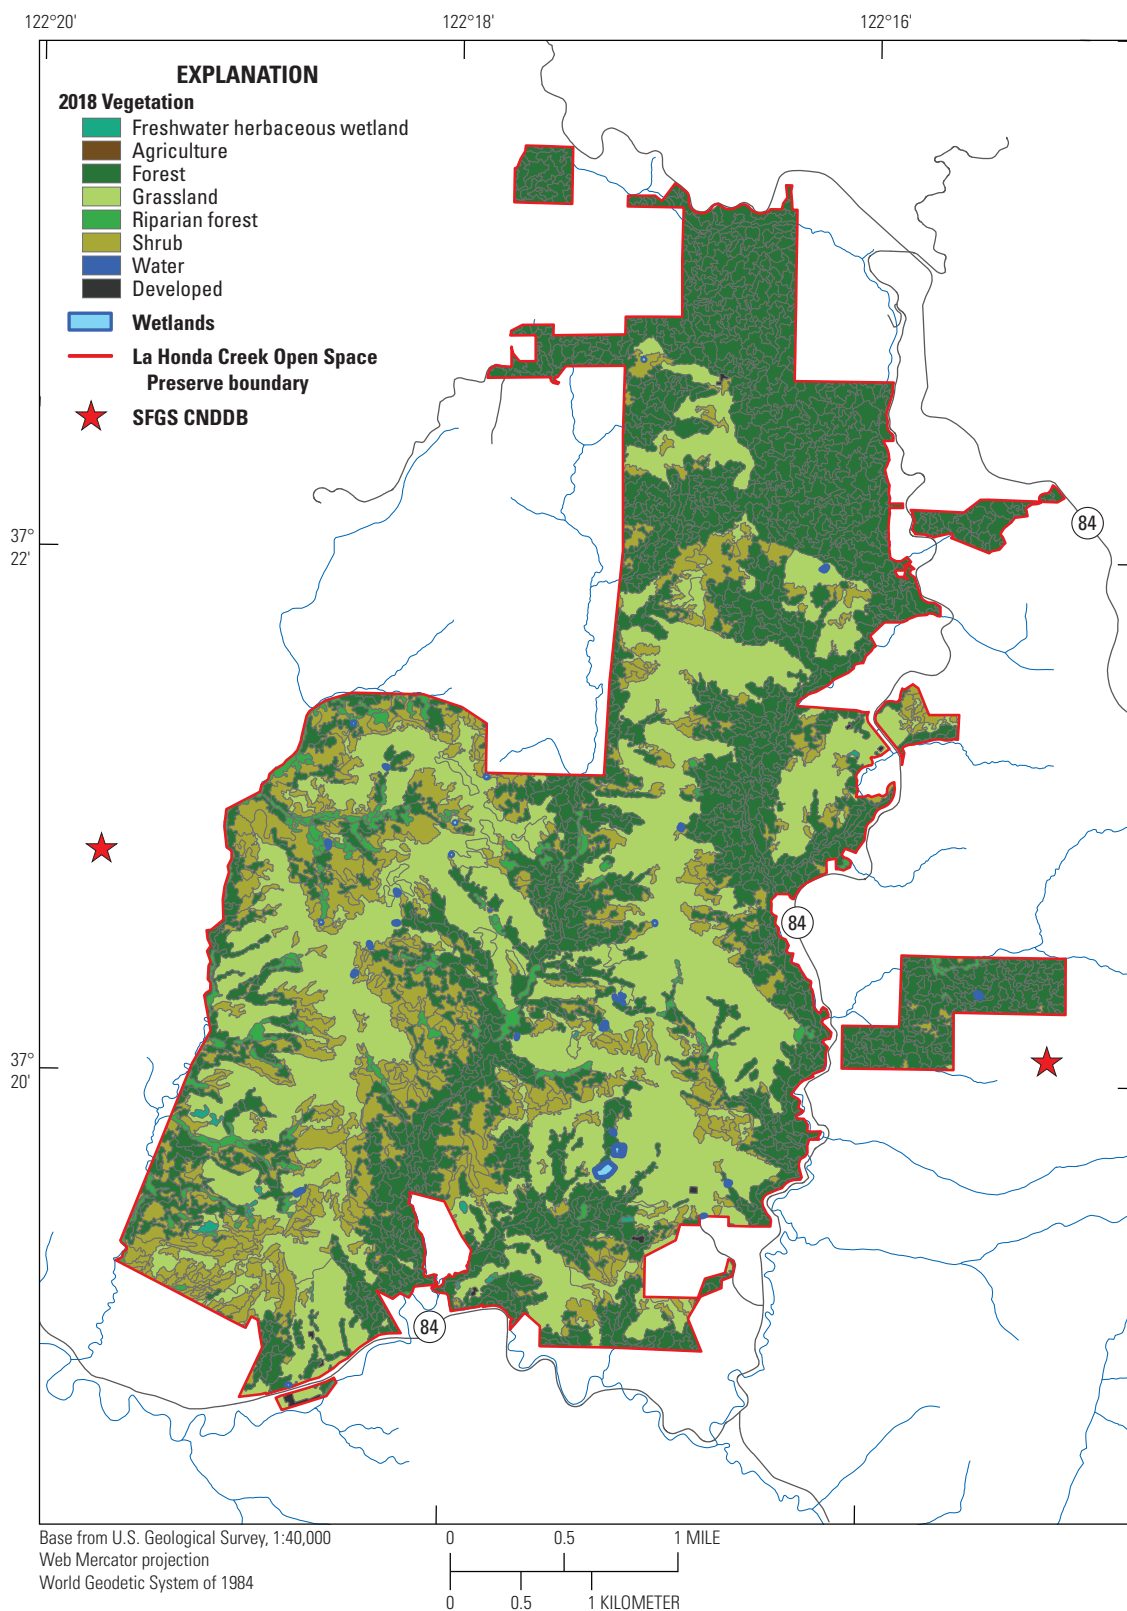 122°20'
122°18'
122°16'
EXPLANATION
2018 Vegetation
Freshwater herbaceous wetland
Agriculture
Forest
Grassland
Riparian forest
Shrub
Water
Developed
Wetlands
La Honda Creek Open Space
Preserve boundary
SFGS CNDDB
37°
22'
84
84
37°
20'
84
Base from U.S. Geological Survey, 1:40,000
Web Mercator projection
World Geodetic System of 1984
0 0.5 1 MILE
0 0.5 1 KILOMETER